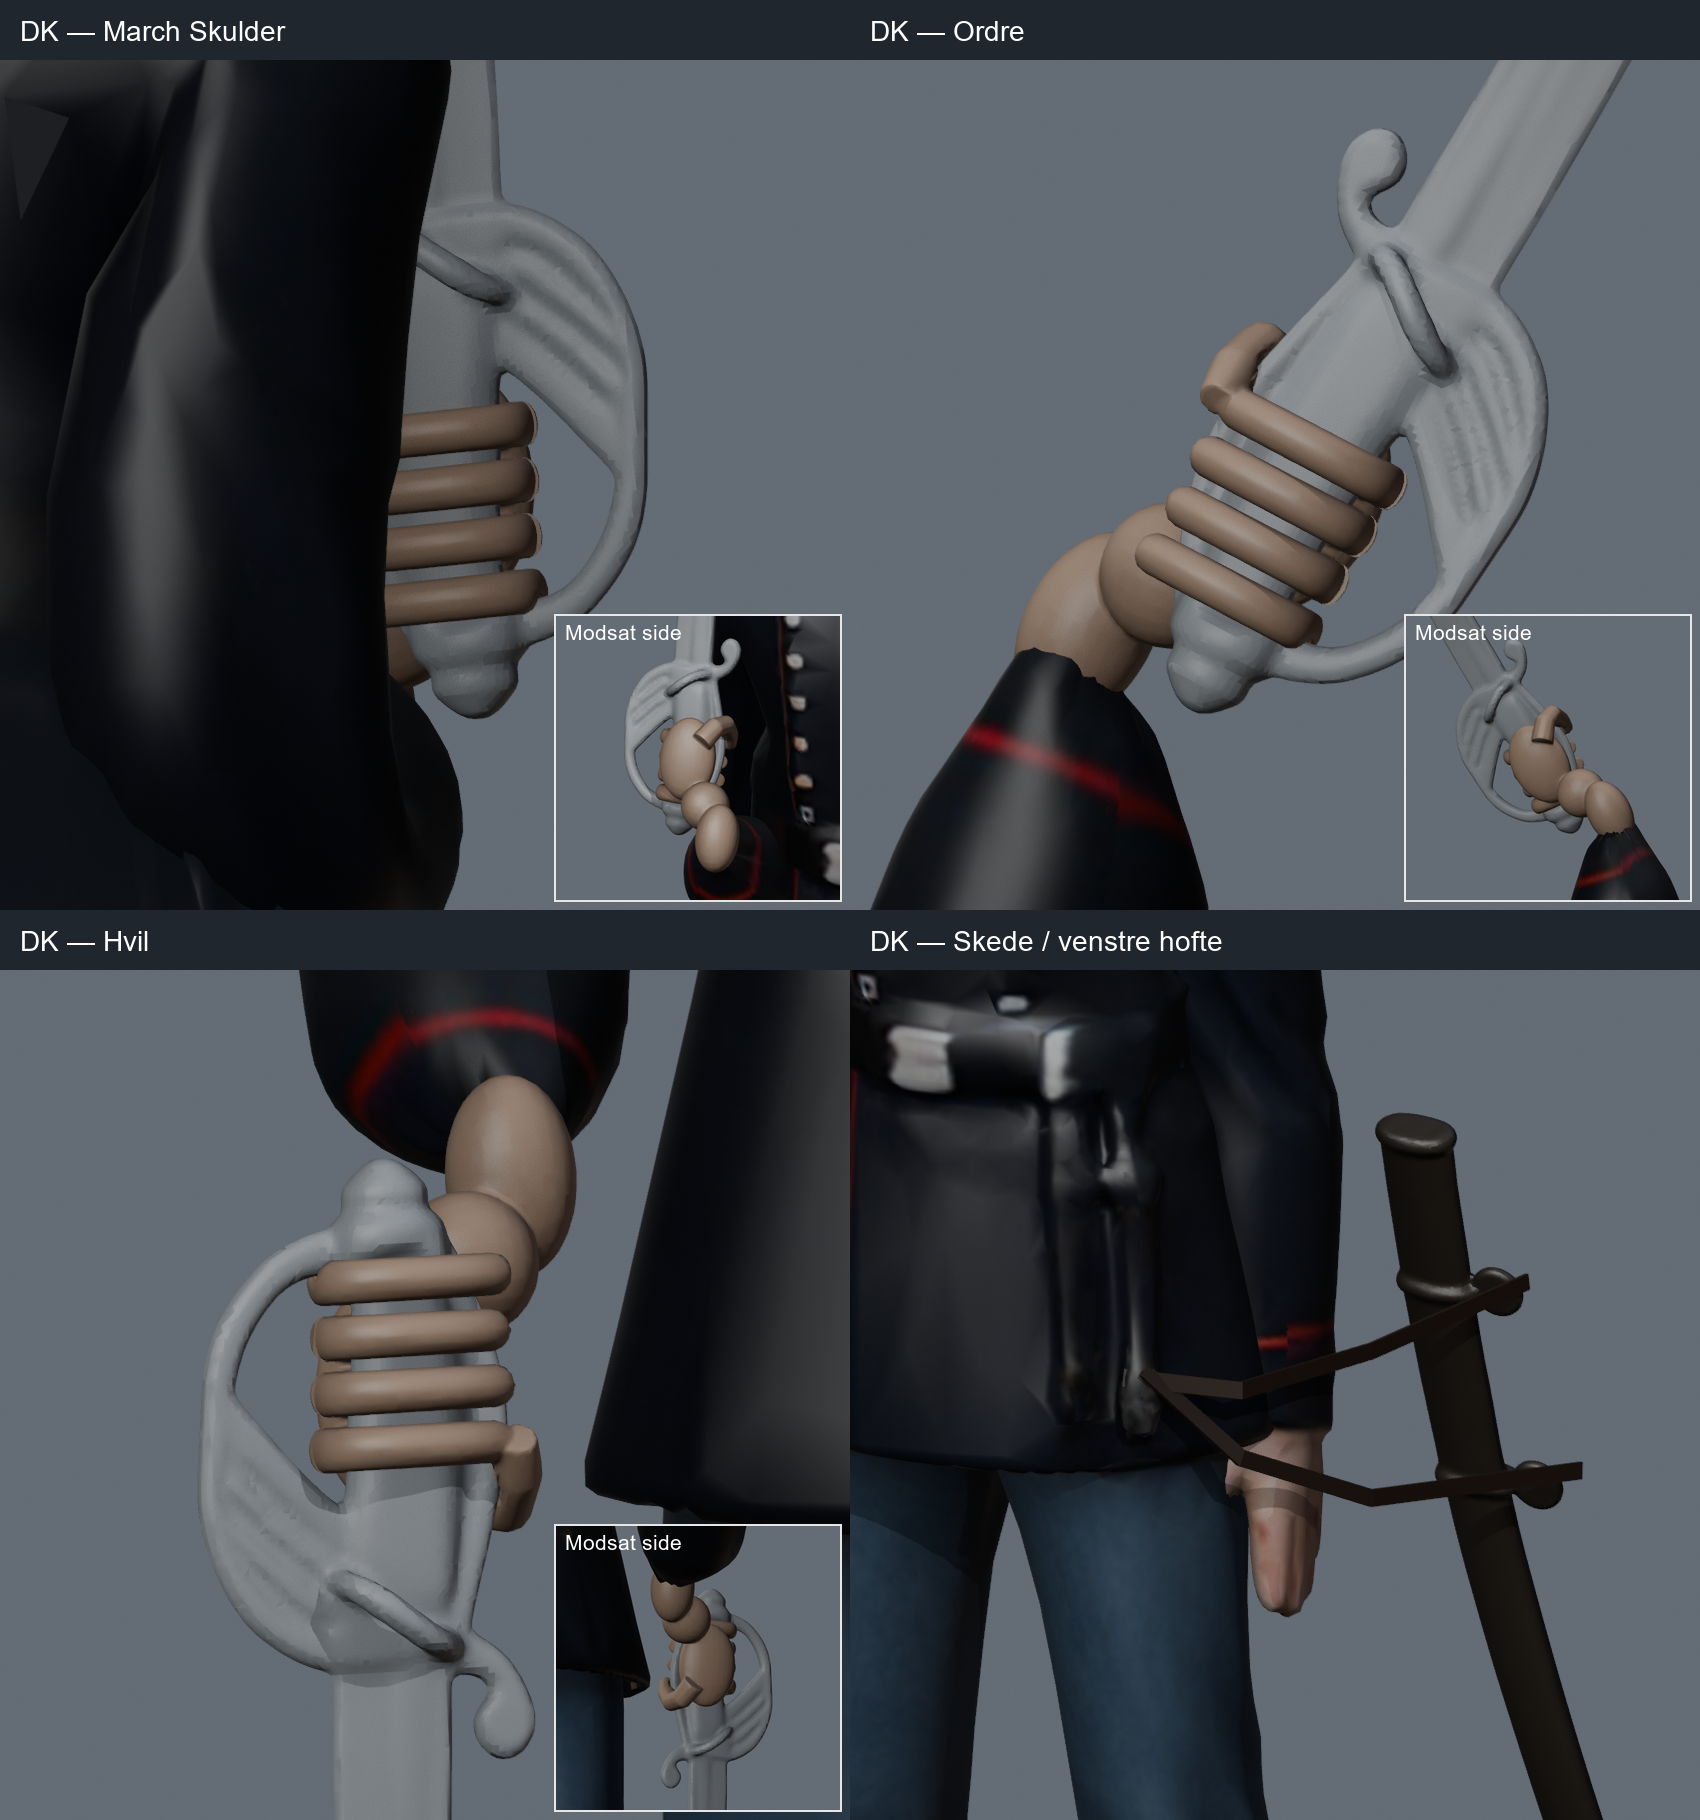 DK — March Skulder
DK — Ordre
Modsat side
Modsat side
DK — Hvil
DK — Skede / venstre hofte
Modsat side